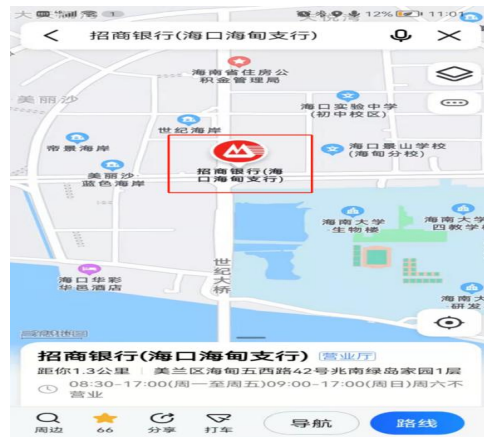 12% 11:01
招商银行(海口海甸支行)
海南省住房公
积金管理局
美丽沙
海口实验中学
(初中校区)
世纪海岸
帝景海岸
海口景山学校
(海甸分校)
美丽沙
蓝色海岸
招商银行(海
口海甸支行)
海南大学
生物楼
海南大学
四教学
世
纪
大
桥
海口华彩
华邑酒店
海南大
研发
招商银行(海口海甸支行) 营业厅
距你1.3公里 美兰区海甸五西路42号兆南绿岛家园1层
08:30-17:00(周一至周五)09:00-17:00(周日)周六不
营业
周边 66 分享 打车 导航 路线